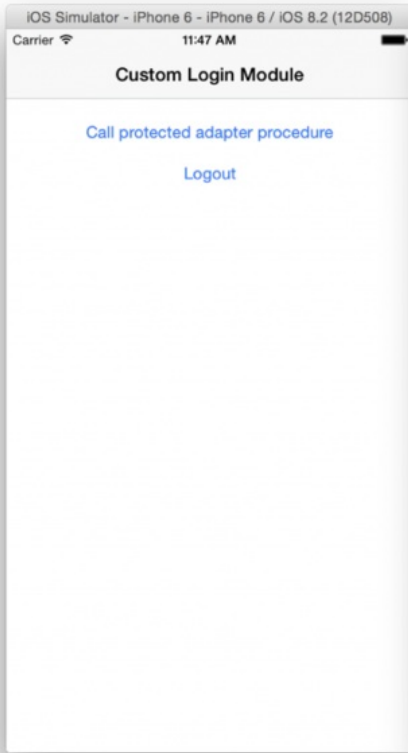 iOS Simulator - iPhone 6 - iPhone 6 / iOS 8.2 (12D508)
Carrier 11:47 AM
Custom Login Module
Call protected adapter procedure
Logout